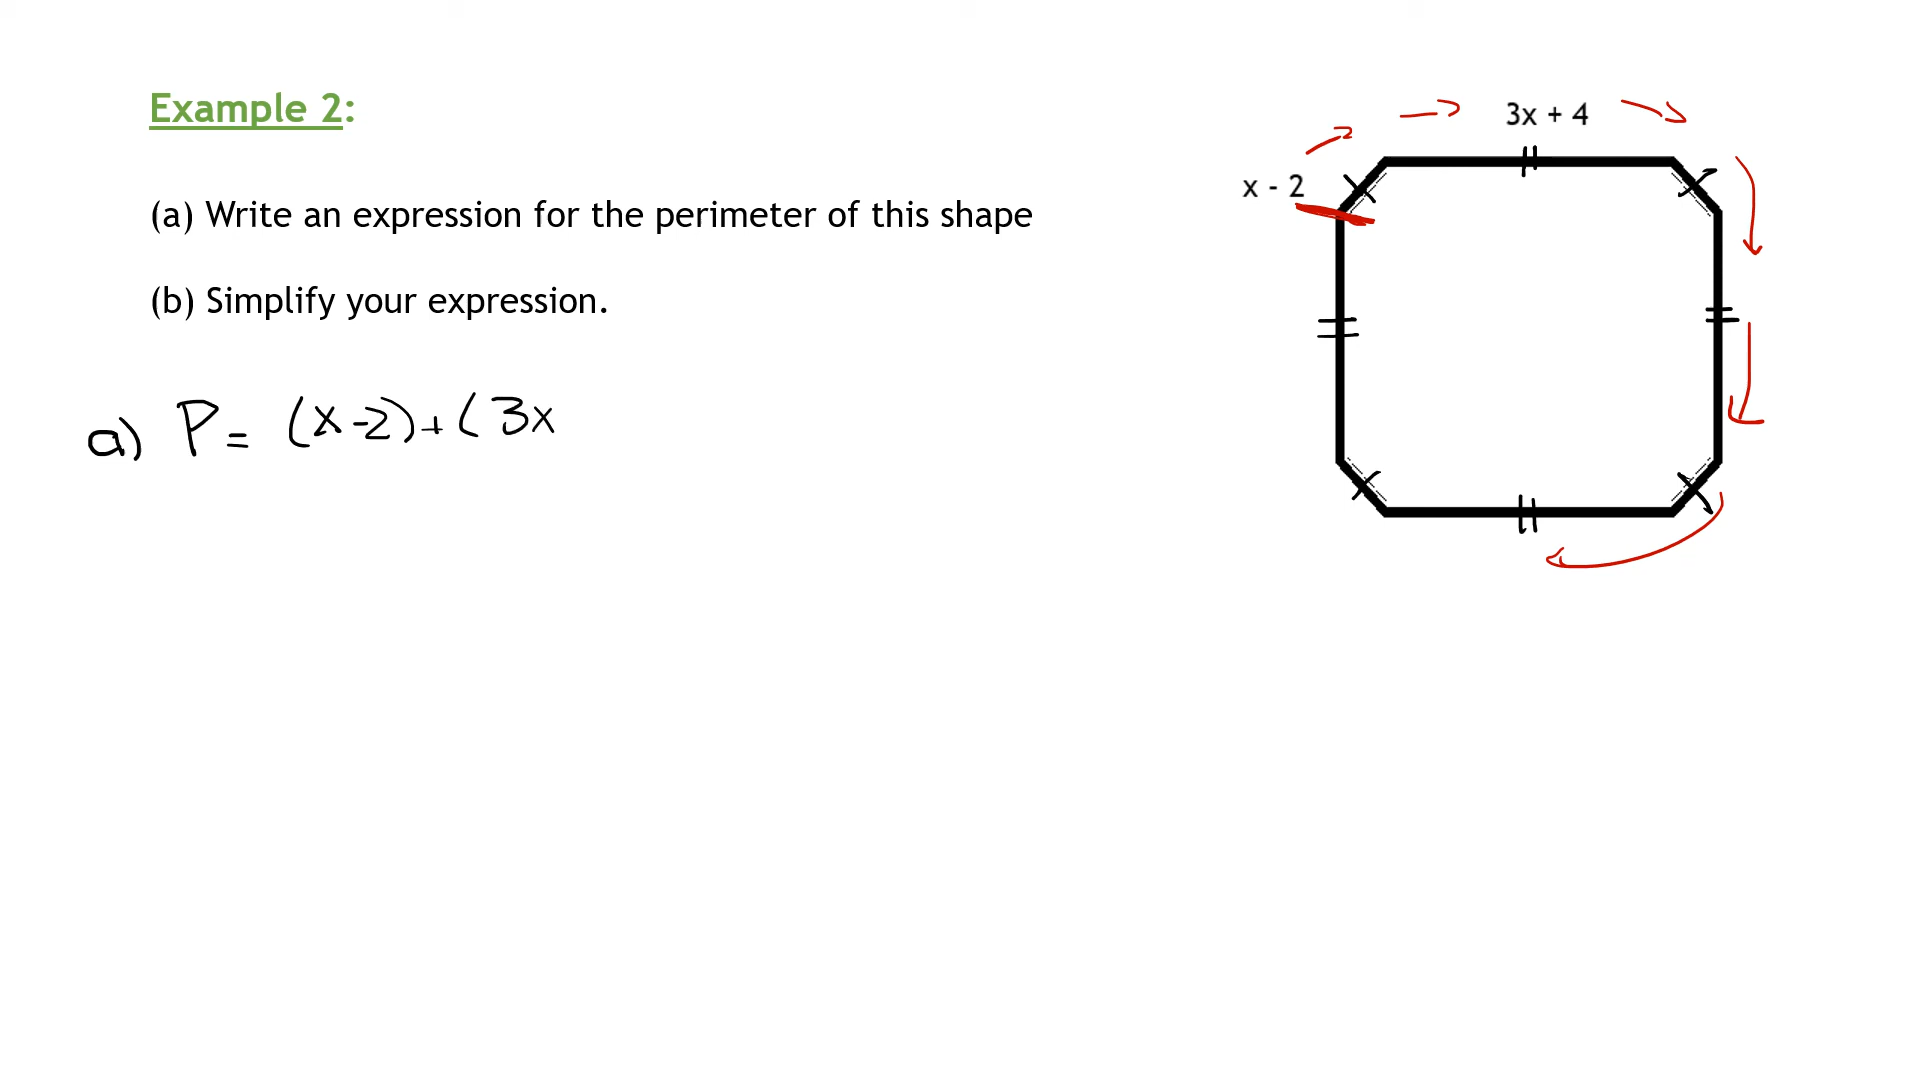 Example 2:
3x + 4
x - 2
(a) Write an expression for the perimeter of this shape
(b) Simplify your expression.
a) P = (x-2)+(3x